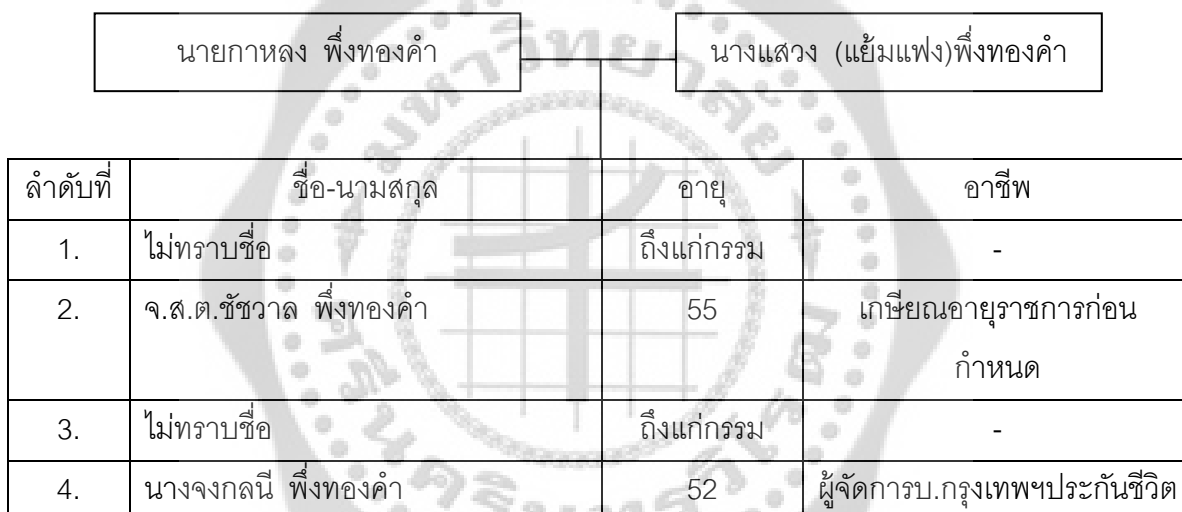 นายกาหลง พึ่งทองคำ
นางแสวง (แย้มแฟง)พึ่งทองคำ
ลำดับที่ ชื่อ-นามสกุล อายุ อาชีพ
1. ไม่ทราบชื่อ ถึงแก่กรรม -
2. จ.ส.ต.ชัชวาล พึ่งทองคำ 55 เกษียณอายุราชการก่อน
กำหนด
3. ไม่ทราบชื่อ ถึงแก่กรรม -
4. นางจงกลนี พึ่งทองคำ 52 ผู้จัดการบ.กรุงเทพฯประกันชีวิต